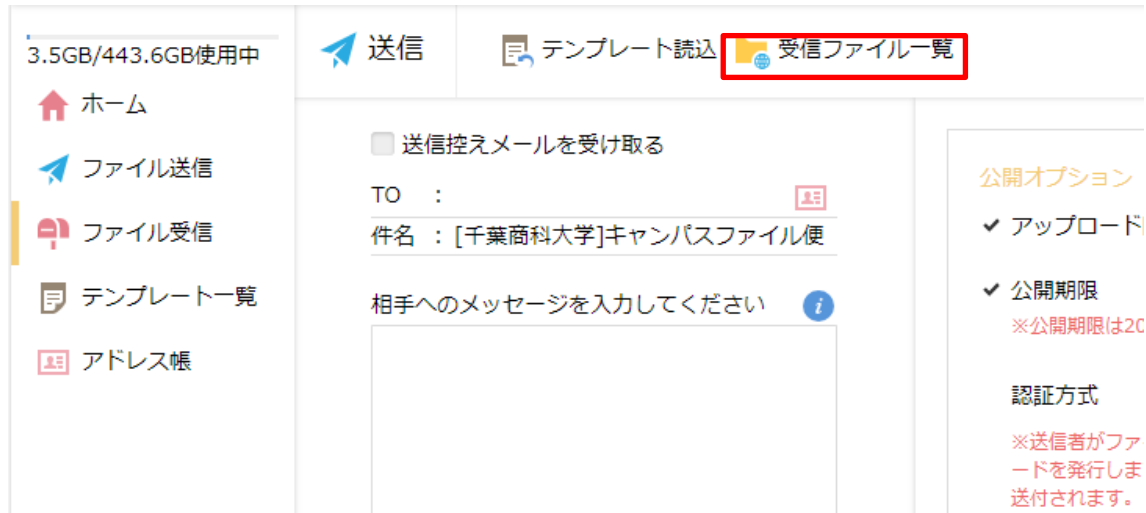 3.5GB/443.6GB使用中
ホーム
ファイル送信
ファイル受信
テンプレート一覧
アドレス帳
送信
テンプレート読込
受信ファイル一覧
送信控えメールを受け取る
TO :
件名 : [千葉商科大学]キャンパスファイル便
相手へのメッセージを入力してください
公開オプション
アップロード
公開期限
※公開期限は20
認証方式
※送信者がファ
ードを発行しま
送付されます。